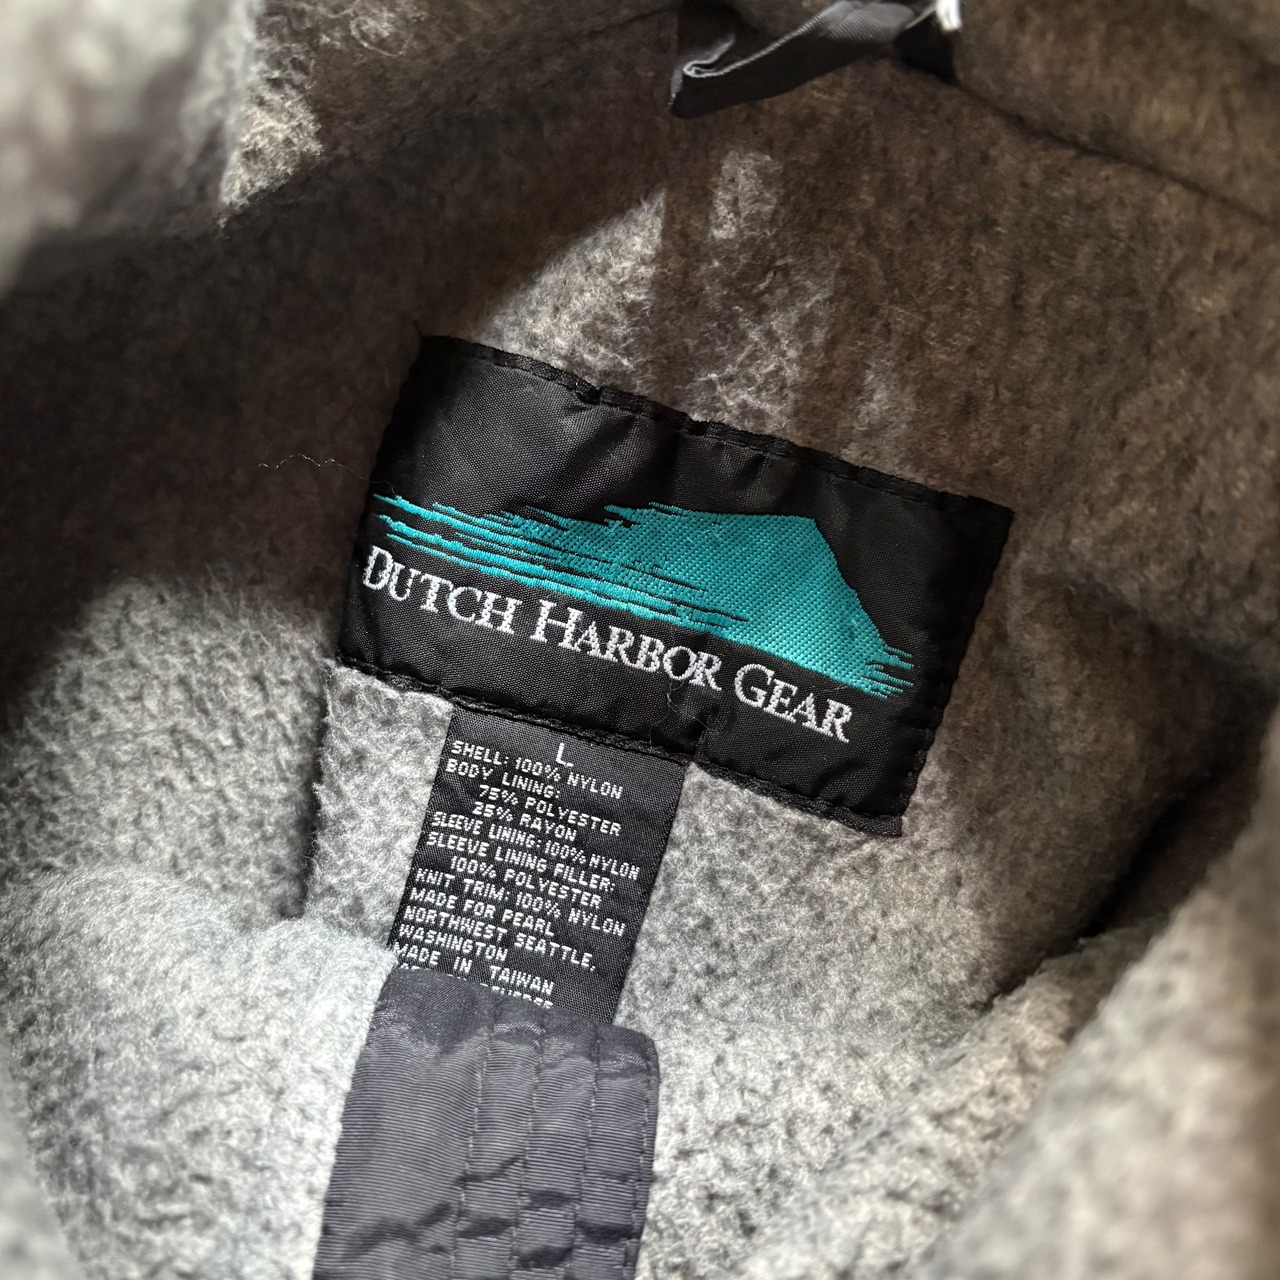 DUTCH HARBOR GEAR
L
SHELL: 100% NYLON
BODY LINING:
75% POLYESTER
25% RAYON
SLEEVE LINING: 100% NYLON
SLEEVE LINING FILLER:
100% POLYESTER
KNIT TRIM: 100% NYLON
MADE FOR PEARL
NORTHWEST SEATTLE,
WASHINGTON
MADE IN TAIWAN